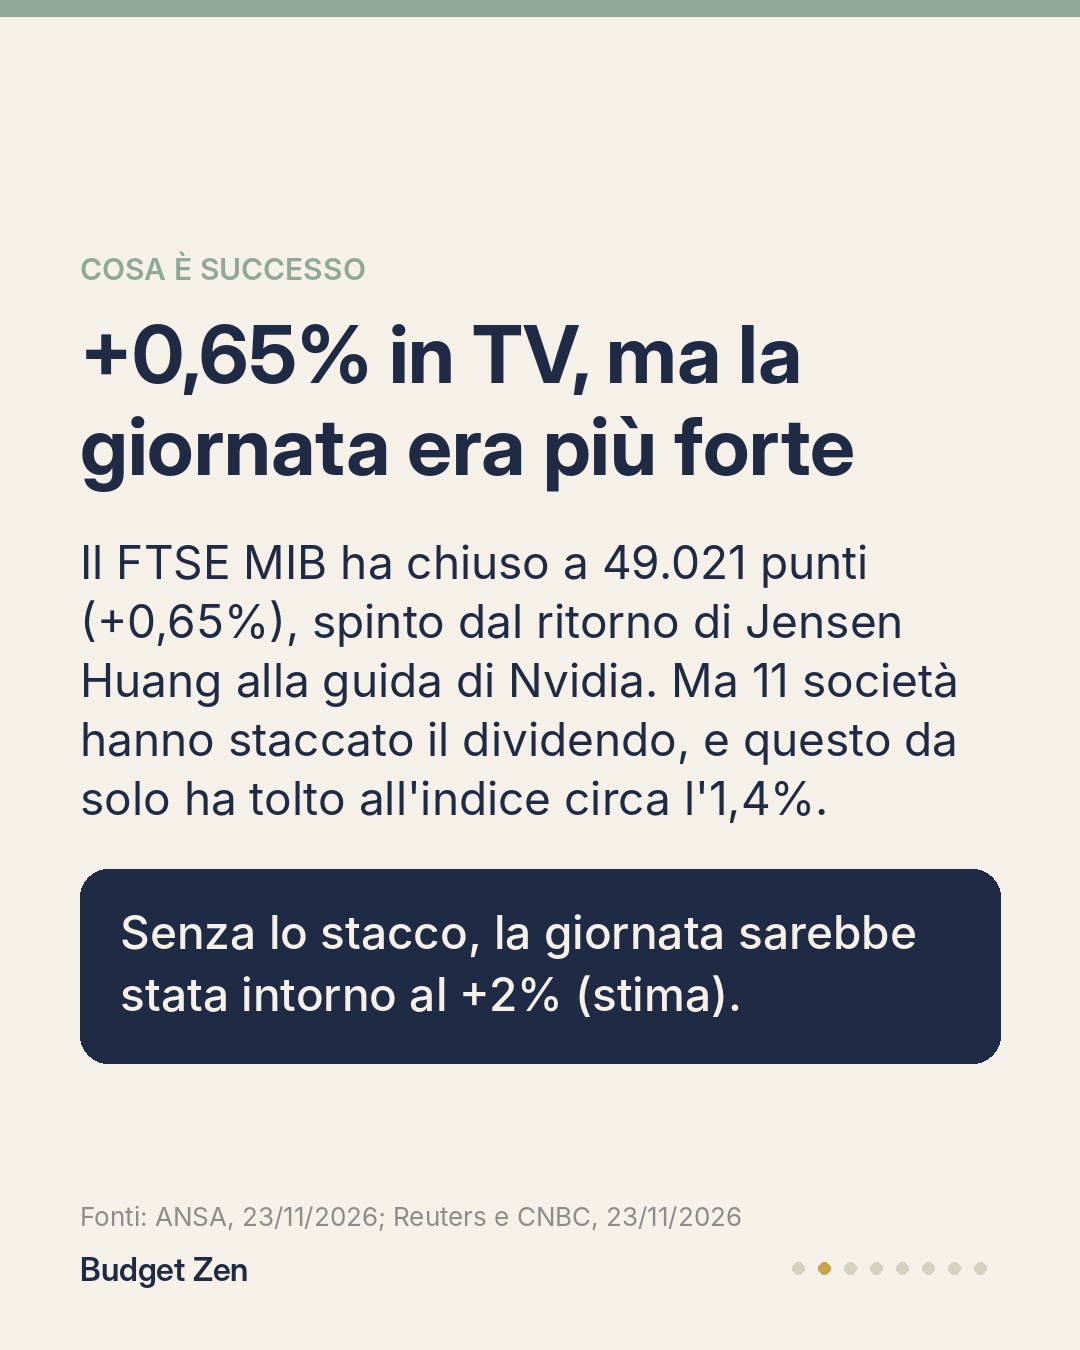 COSA È SUCCESSO
+0,65% in TV, ma la
giornata era più forte
Il FTSE MIB ha chiuso a 49.021 punti
(+0,65%), spinto dal ritorno di Jensen
Huang alla guida di Nvidia. Ma 11 società
hanno staccato il dividendo, e questo da
solo ha tolto all'indice circa l'1,4%.
Senza lo stacco, la giornata sarebbe
stata intorno al +2% (stima).
Fonti: ANSA, 23/11/2026; Reuters e CNBC, 23/11/2026
Budget Zen